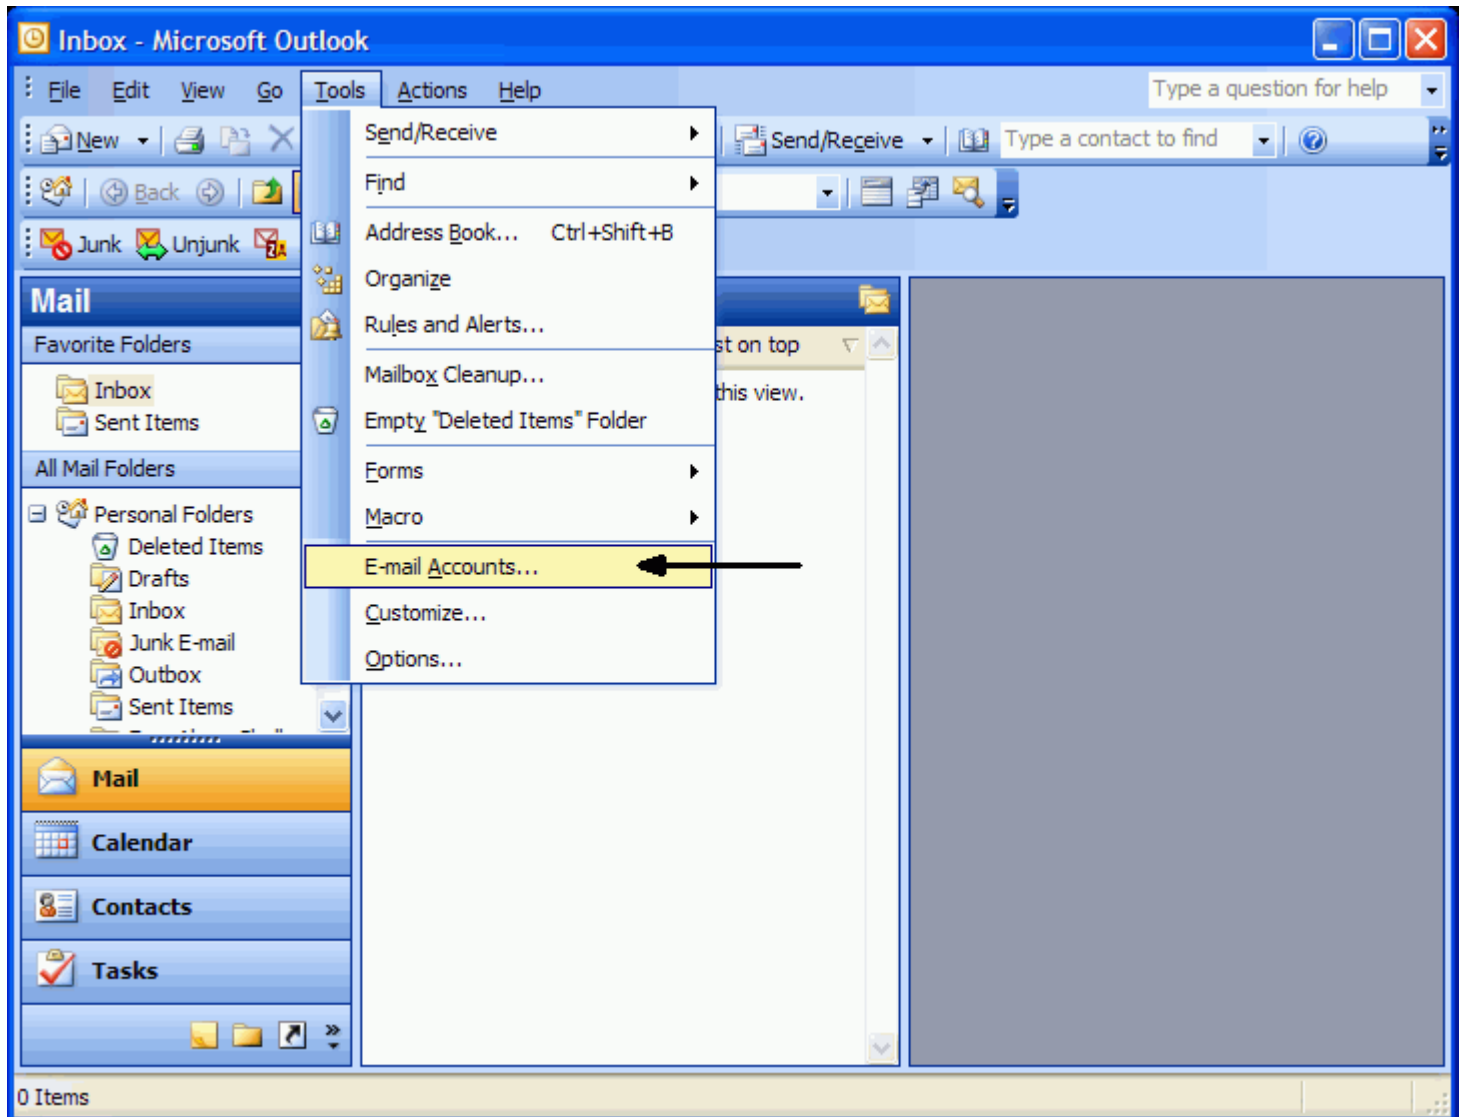 Inbox - Microsoft Outlook
File Edit View Go Tools Actions Help Type a question for help
New Send/Receive Type a contact to find
Back
Junk Unjunk
Send/Receive
Find
Address Book... Ctrl+Shift+B
Organize
Rules and Alerts...
Mailbox Cleanup...
Empty "Deleted Items" Folder
Forms
Macro
E-mail Accounts...
Customize...
Options...
Mail
Favorite Folders
Inbox
Sent Items
All Mail Folders
Personal Folders
Deleted Items
Drafts
Inbox
Junk E-mail
Outbox
Sent Items
on top
this view.
Mail
Calendar
Contacts
Tasks
0 Items